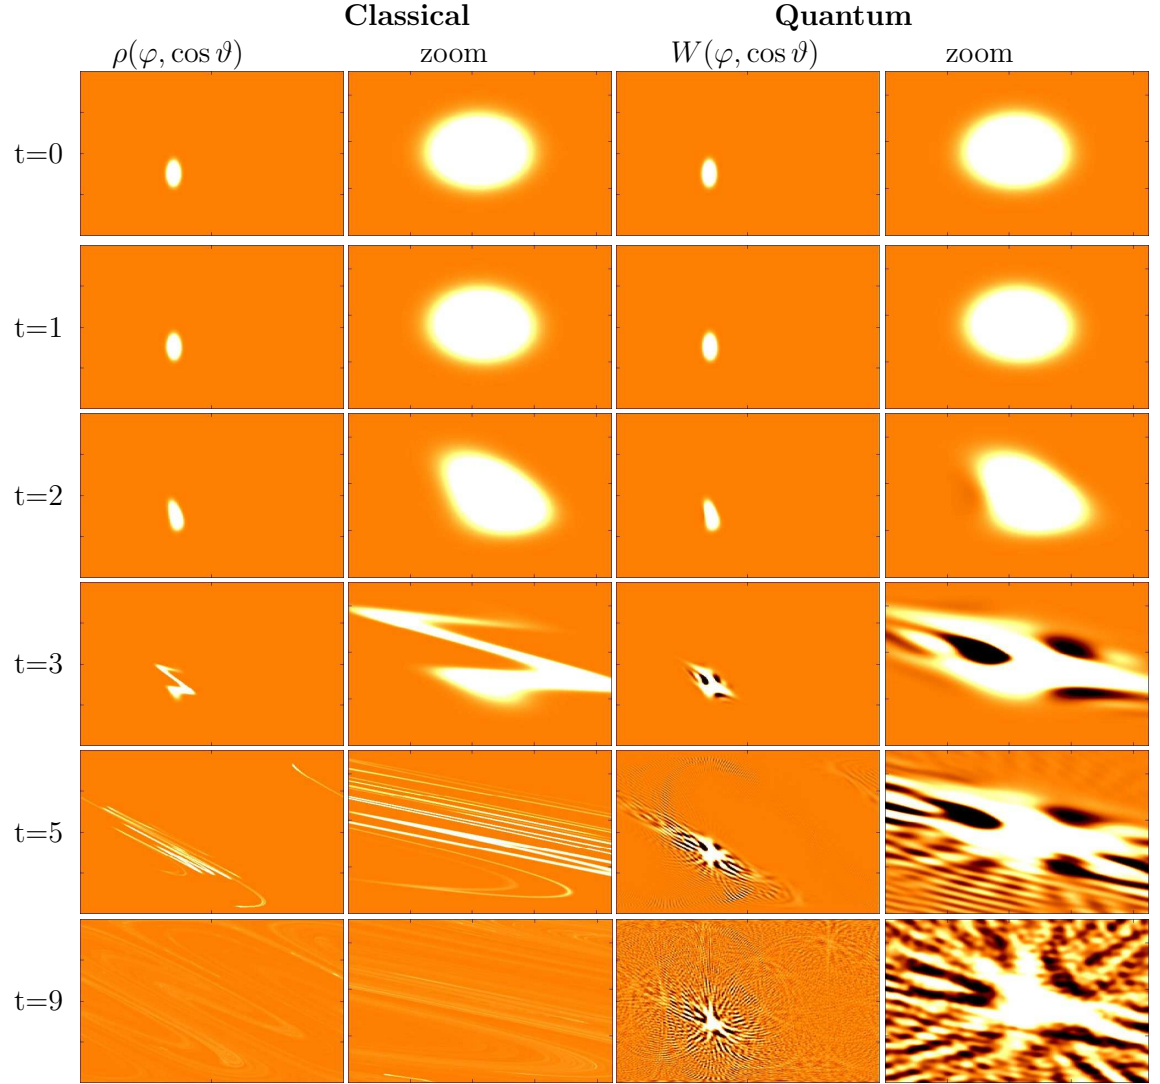 Classical Quantum
ρ(φ, cos ϑ) zoom W(φ, cos ϑ) zoom
t=0
t=1
t=2
t=3
t=5
t=9